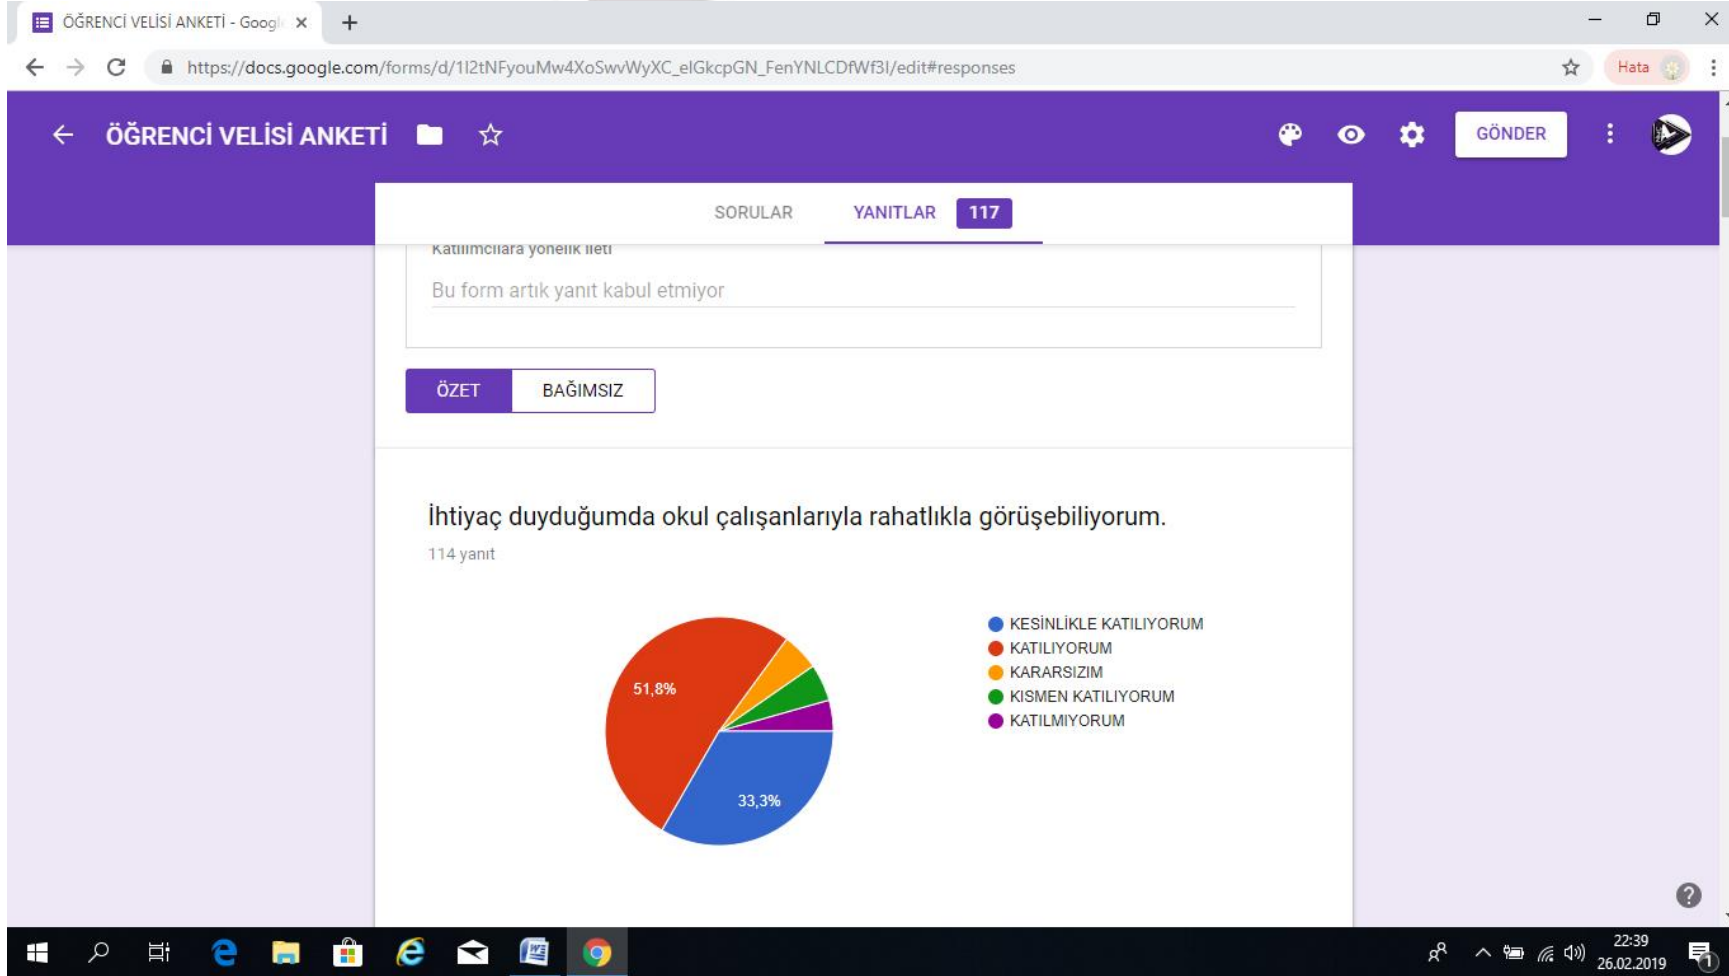 ÖĞRENCİ VELİSİ ANKETİ - Googl
https://docs.google.com/forms/d/1I2tNFyouMw4XoSwvWyXC_elGkcpGN_FenYNLCDfWf3I/edit#responses
Hata
ÖĞRENCİ VELİSİ ANKETİ
GÖNDER
SORULAR
YANITLAR 117
Katılımcılara yönelik ileti
Bu form artık yanıt kabul etmiyor
ÖZET
BAĞIMSIZ
İhtiyaç duyduğumda okul çalışanlarıyla rahatlıkla görüşebiliyorum.
114 yanıt
KESİNLİKLE KATILIYORUM
KATILIYORUM
KARARSIZIM
KISMEN KATILIYORUM
KATILMIYORUM
51,8%
33,3%
22:39
26.02.2019